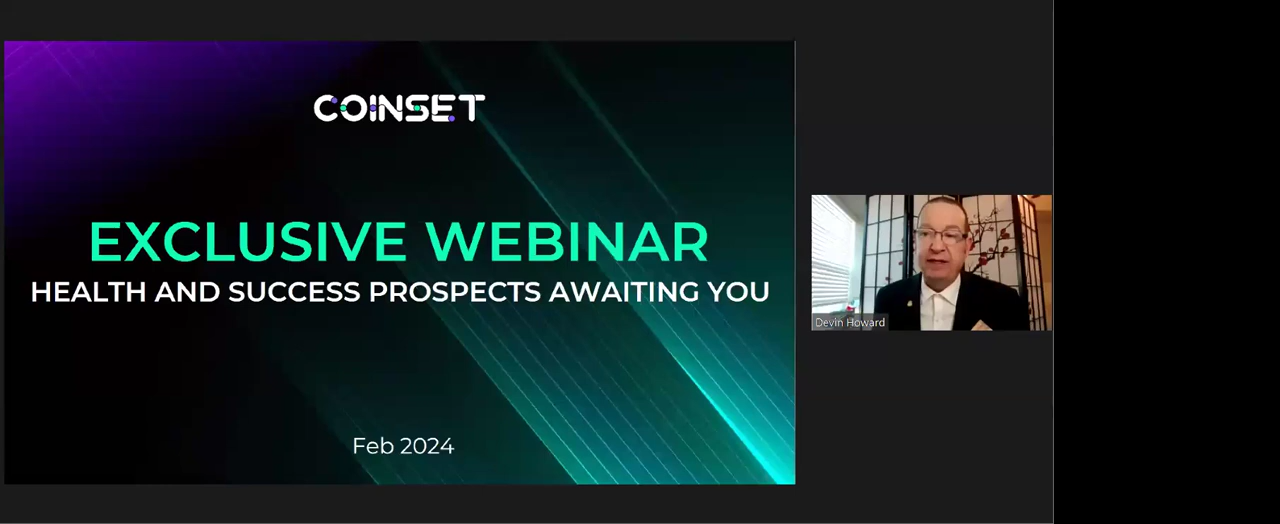 COINSET
EXCLUSIVE WEBINAR
HEALTH AND SUCCESS PROSPECTS AWAITING YOU
Feb 2024
Devin Howard